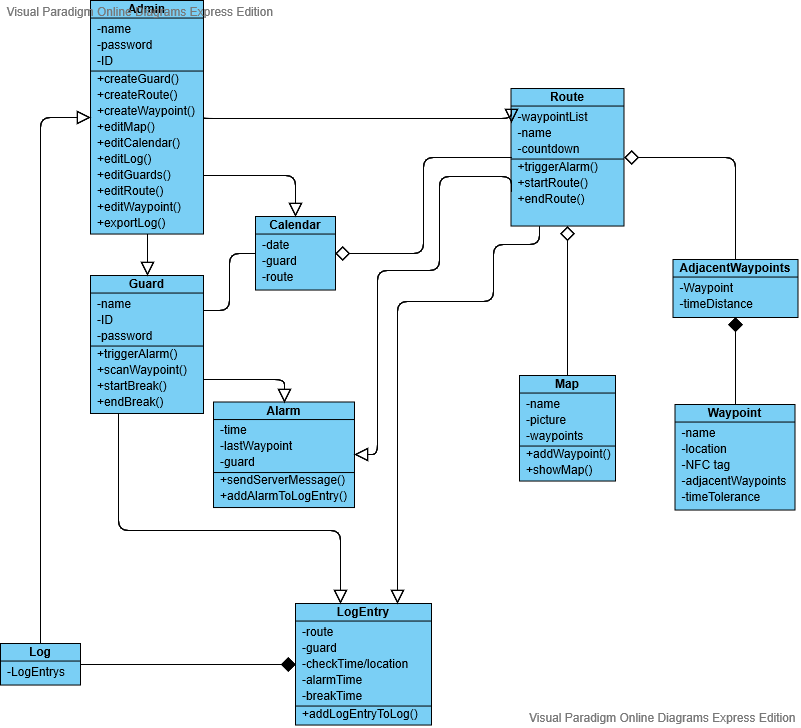 Visual Paradigm Online Diagrams Express Edition
Admin
-name
-password
-ID
+createGuard()
+createRoute()
+createWaypoint()
+editMap()
+editCalendar()
+editLog()
+editGuards()
+editRoute()
+editWaypoint()
+exportLog()
Route
-waypointList
-name
-countdown
+triggerAlarm()
+startRoute()
+endRoute()
Calendar
-date
-guard
-route
Guard
-name
-ID
-password
+triggerAlarm()
+scanWaypoint()
+startBreak()
+endBreak()
AdjacentWaypoints
-Waypoint
-timeDistance
Alarm
-time
-lastWaypoint
-guard
+sendServerMessage()
+addAlarmToLogEntry()
Map
-name
-picture
-waypoints
+addWaypoint()
+showMap()
Waypoint
-name
-location
-NFC tag
-adjacentWaypoints
-timeTolerance
LogEntry
-route
-guard
-checkTime/location
-alarmTime
-breakTime
+addLogEntryToLog()
Log
-LogEntrys
Visual Paradigm Online Diagrams Express Edition